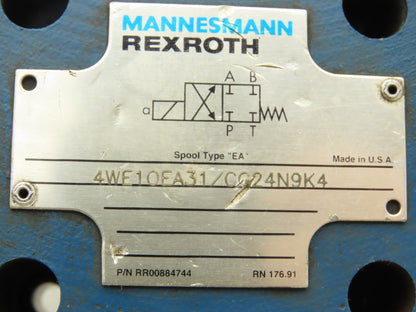 MANNESMANN
REXROTH
A B
a
P T
Spool Type "EA"
Made in U.S.A
4WE10EA31/CG24N9K4
P/N RR00884744
RN 176.91